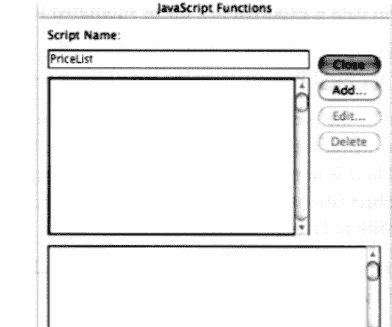 JavaScript Functions
Script Name:
PriceList
Close
Add...
Edit...
Delete